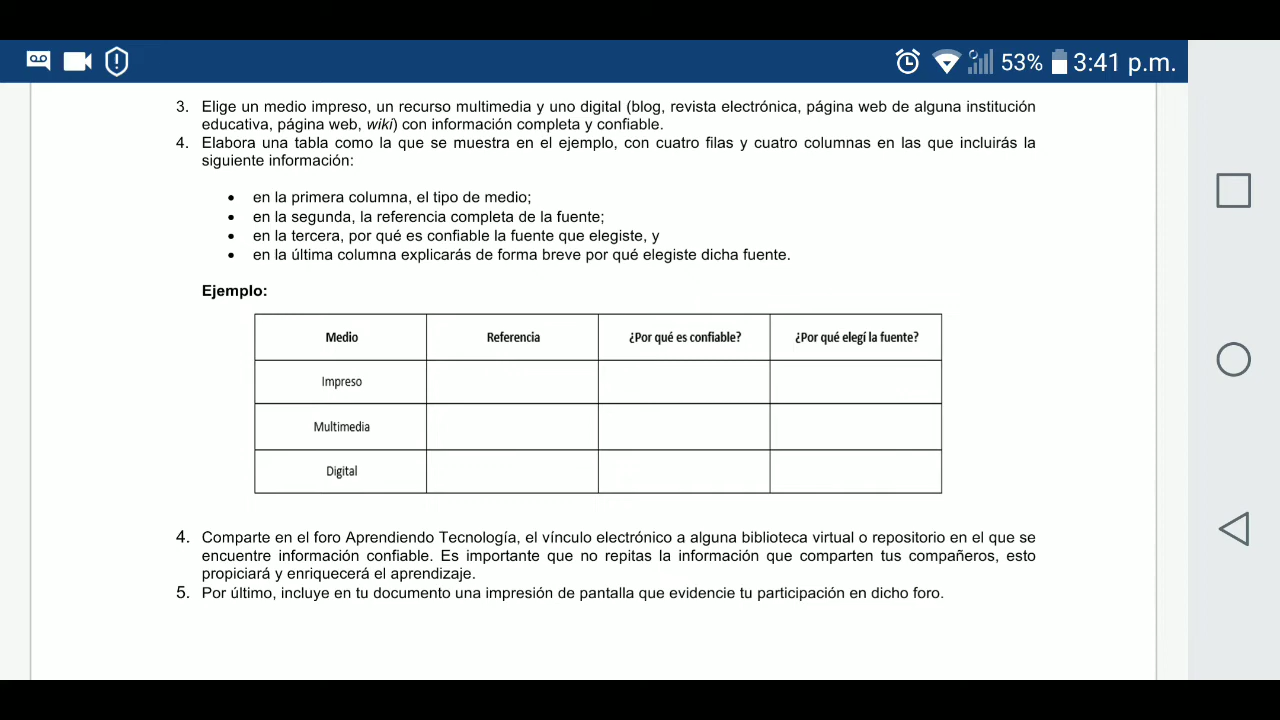 53% 3:41 p.m.
3. Elige un medio impreso, un recurso multimedia y uno digital (blog, revista electrónica, página web de alguna institución
educativa, página web, wiki) con información completa y confiable.
4. Elabora una tabla como la que se muestra en el ejemplo, con cuatro filas y cuatro columnas en las que incluirás la
siguiente información:
• en la primera columna, el tipo de medio;
• en la segunda, la referencia completa de la fuente;
• en la tercera, por qué es confiable la fuente que elegiste, y
• en la última columna explicarás de forma breve por qué elegiste dicha fuente.
Ejemplo:
Medio Referencia ¿Por qué es confiable? ¿Por qué elegí la fuente?
Impreso
Multimedia
Digital
4. Comparte en el foro Aprendiendo Tecnología, el vínculo electrónico a alguna biblioteca virtual o repositorio en el que se
encuentre información confiable. Es importante que no repitas la información que comparten tus compañeros, esto
propiciará y enriquecerá el aprendizaje.
5. Por último, incluye en tu documento una impresión de pantalla que evidencie tu participación en dicho foro.